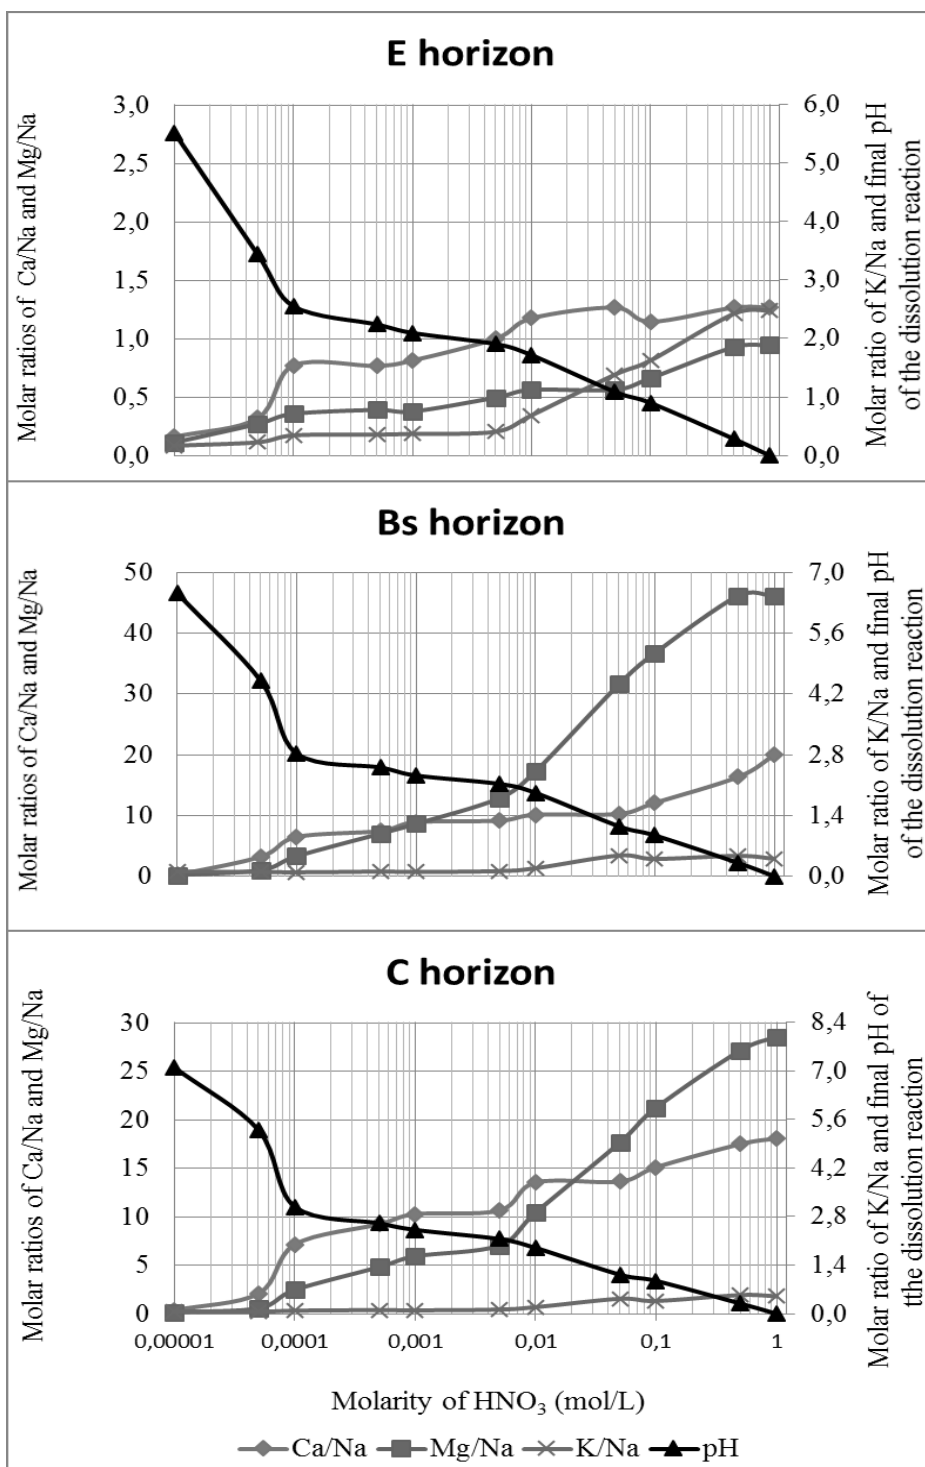 E horizon
Molar ratios of Ca/Na and Mg/Na
3,0
2,5
2,0
1,5
1,0
0,5
0,0
6,0
5,0
4,0
3,0
2,0
1,0
0,0
Molar ratio of K/Na and final pH
of the dissolution reaction
Bs horizon
Molar ratios of Ca/Na and Mg/Na
50
40
30
20
10
0
7,0
5,6
4,2
2,8
1,4
0,0
Molar ratio of K/Na and final pH
of the dissolution reaction
C horizon
Molar ratios of Ca/Na and Mg/Na
30
25
20
15
10
5
0
8,4
7,0
5,6
4,2
2,8
1,4
0,0
Molar ratio of K/Na and final pH of
tthe dissolution reaction
0,00001 0,0001 0,001 0,01 0,1 1
Molarity of HNO₃ (mol/L)
Ca/Na Mg/Na K/Na pH